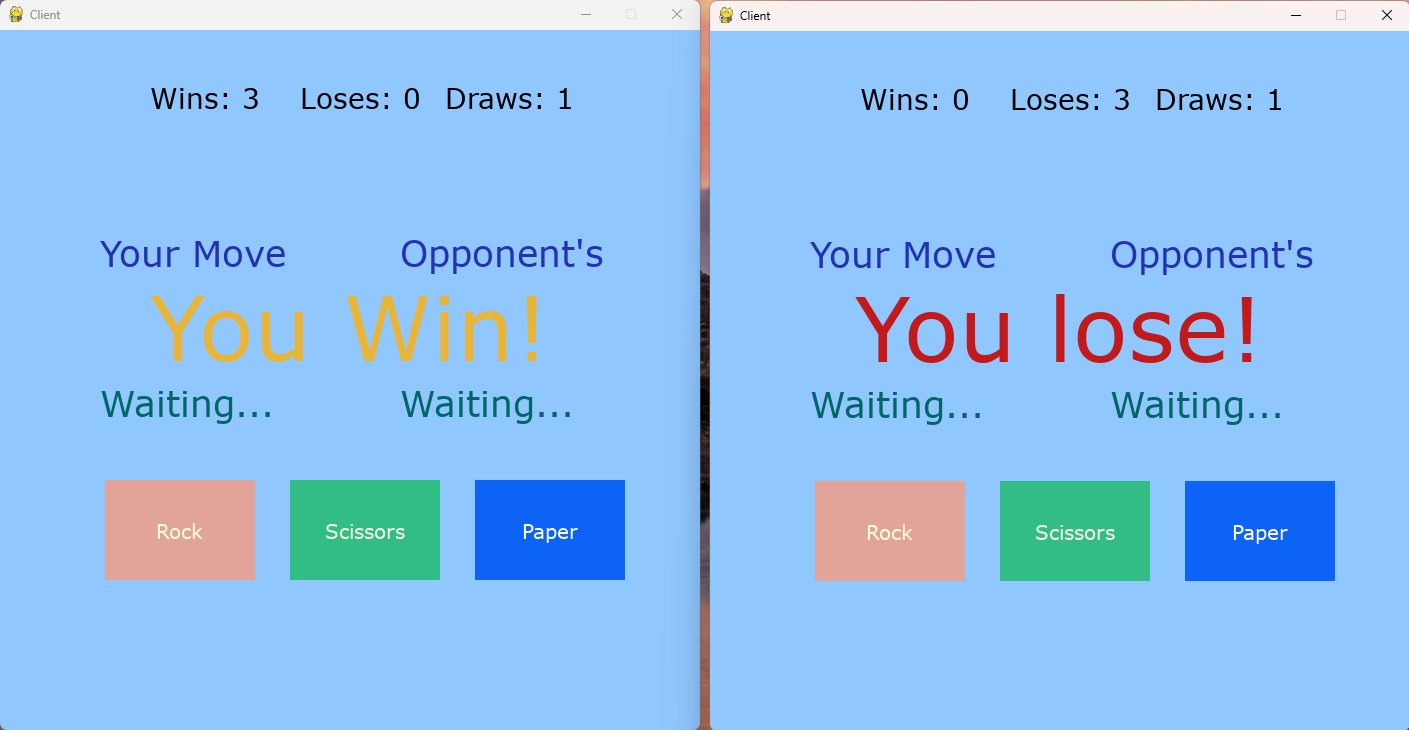 Client
Wins: 3 Loses: 0 Draws: 1
Your Move Opponent's
You Win!
Waiting... Waiting...
Rock Scissors Paper
Client
Wins: 0 Loses: 3 Draws: 1
Your Move Opponent's
You lose!
Waiting... Waiting...
Rock Scissors Paper